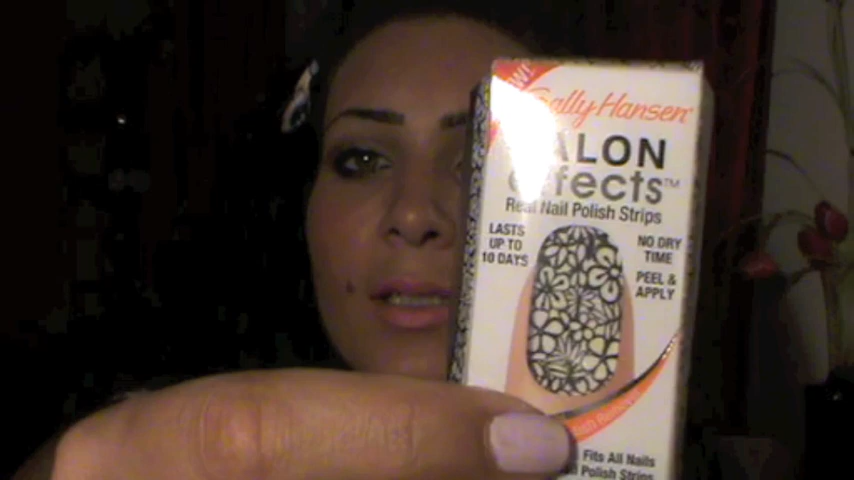 Sally Hansen
ALON
fects™
Real Nail Polish Strips
LASTS
UP TO
10 DAYS
NO DRY
TIME
PEEL &
APPLY
Fits All Nails
Polish Strips